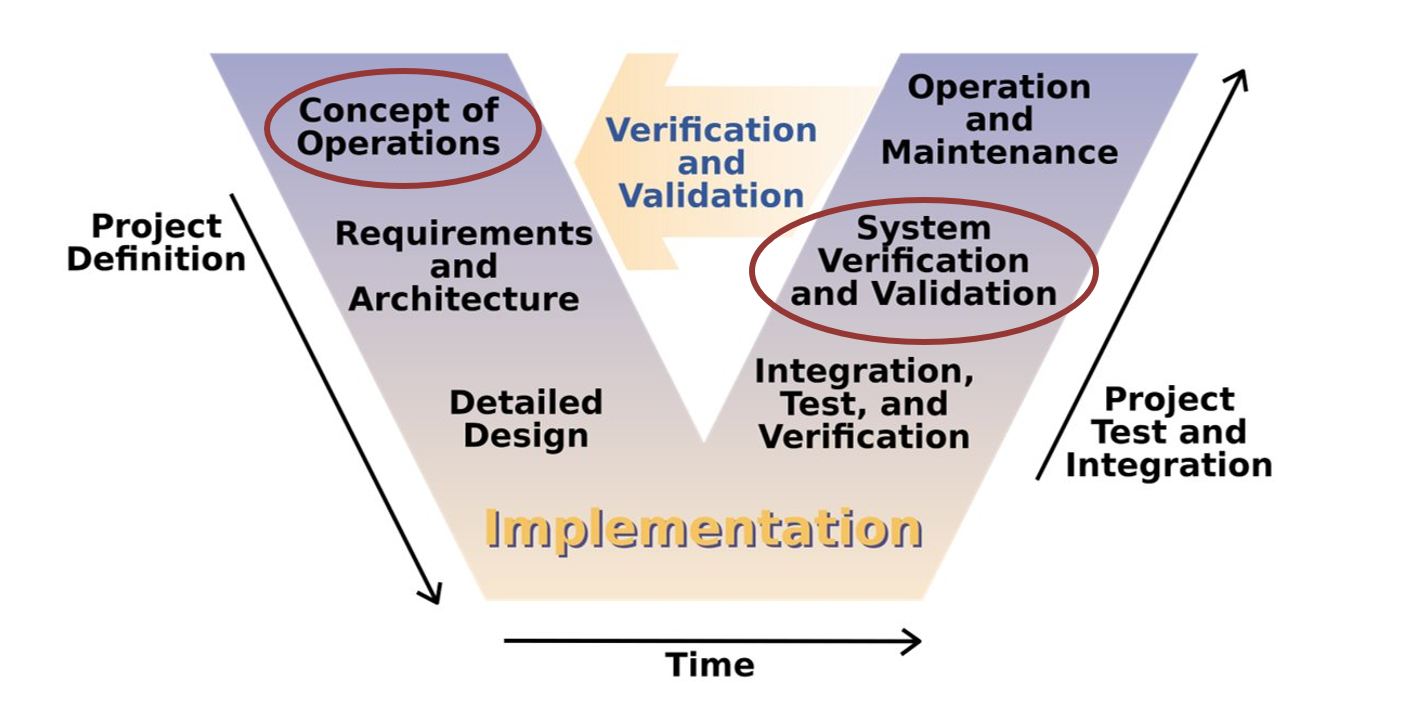 Concept of
Operations
Project
Definition
Requirements
and
Architecture
Detailed
Design
Verification
and
Validation
Operation
and
Maintenance
System
Verification
and Validation
Integration,
Test, and
Verification
Project
Test and
Integration
Implementation
Time